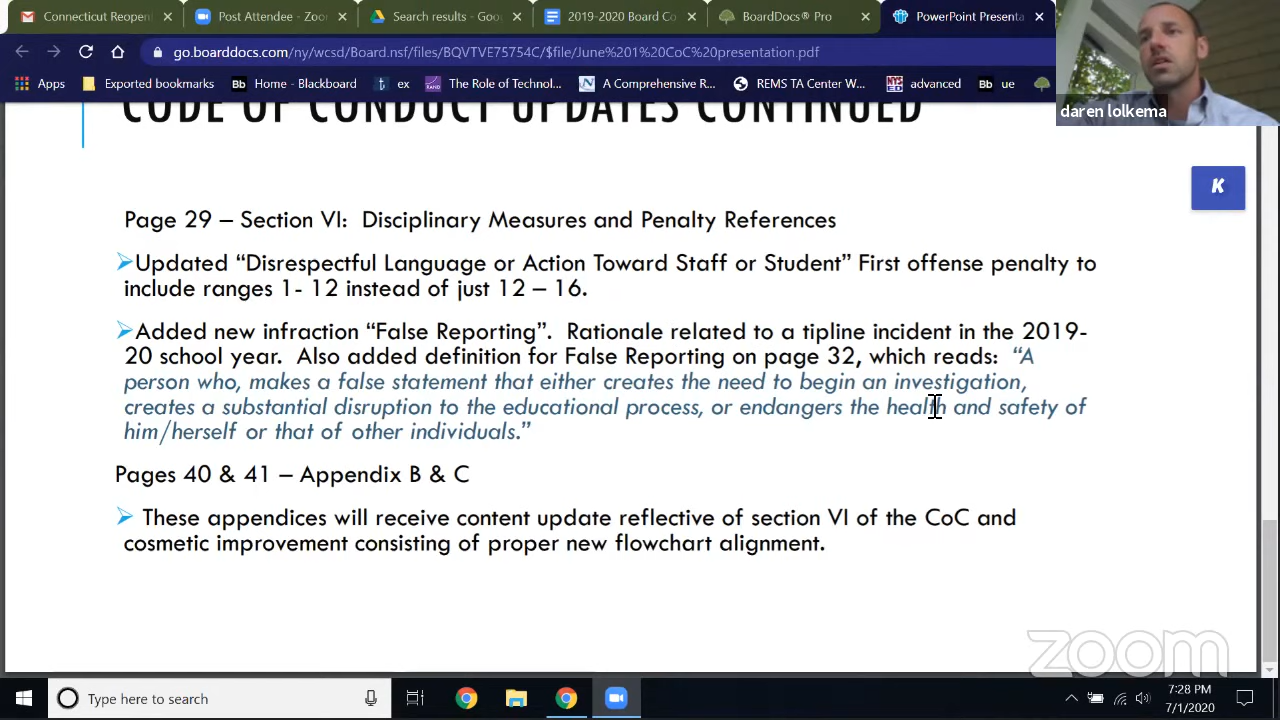 Connecticut Reopeni
Post Attendee - Zoo
Search results - Goo
2019-2020 Board Co
BoardDocs® Pro
PowerPoint Presenta
go.boarddocs.com/ny/wcsd/Board.nsf/files/BQVTVE75754C/$file/June%201%20CoC%20presentation.pdf
Apps
Exported bookmarks
Bb Home - Blackboard
ex
RAND The Role of Technol...
N A Comprehensive R...
REMS TA Center W...
NYS advanced
Bb ue
daren lolkema
CODE OF CONDUCT UPDATES CONTINUED
K
Page 29 – Section VI: Disciplinary Measures and Penalty References
Updated “Disrespectful Language or Action Toward Staff or Student” First offense penalty to
include ranges 1- 12 instead of just 12 – 16.
Added new infraction “False Reporting”. Rationale related to a tipline incident in the 2019-
20 school year. Also added definition for False Reporting on page 32, which reads: “A
person who, makes a false statement that either creates the need to begin an investigation,
creates a substantial disruption to the educational process, or endangers the health and safety of
him/herself or that of other individuals.”
Pages 40 & 41 – Appendix B & C
These appendices will receive content update reflective of section VI of the CoC and
cosmetic improvement consisting of proper new flowchart alignment.
zoom
Type here to search
7:28 PM
7/1/2020